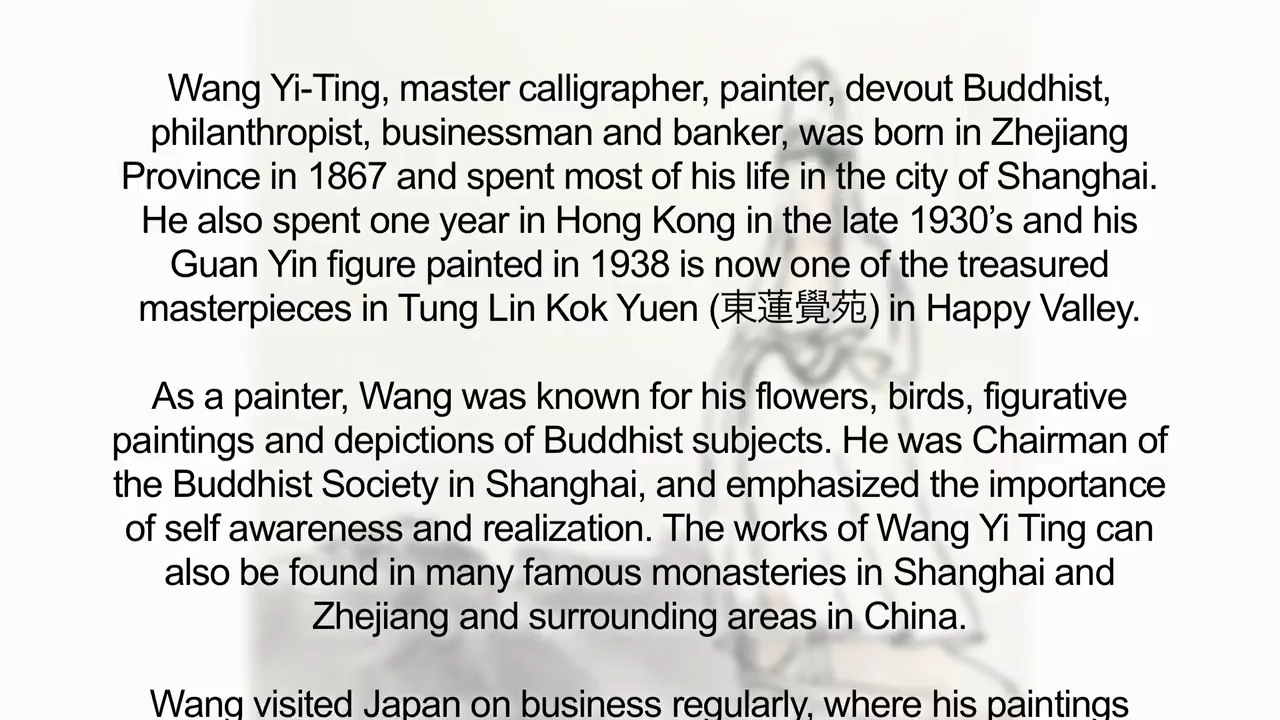 Wang Yi-Ting, master calligrapher, painter, devout Buddhist,
philanthropist, businessman and banker, was born in Zhejiang
Province in 1867 and spent most of his life in the city of Shanghai.
He also spent one year in Hong Kong in the late 1930’s and his
Guan Yin figure painted in 1938 is now one of the treasured
masterpieces in Tung Lin Kok Yuen (東蓮覺苑) in Happy Valley.
As a painter, Wang was known for his flowers, birds, figurative
paintings and depictions of Buddhist subjects. He was Chairman of
the Buddhist Society in Shanghai, and emphasized the importance
of self awareness and realization. The works of Wang Yi Ting can
also be found in many famous monasteries in Shanghai and
Zhejiang and surrounding areas in China.
Wang visited Japan on business regularly, where his paintings